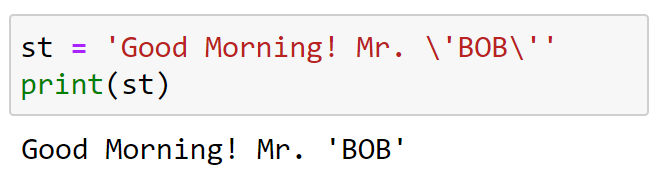 st = 'Good Morning! Mr. \'BOB\''
print(st)
Good Morning! Mr. 'BOB'